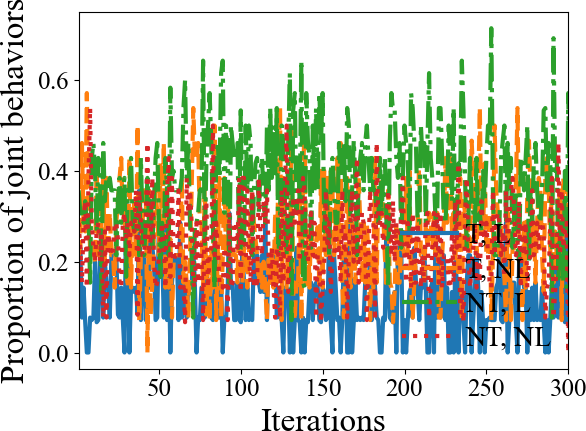 Proportion of joint behaviors
0.6
0.4
0.2
0.0
T, L
T, NL
NT, L
NT, NL
50
100
150
200
250
300
Iterations